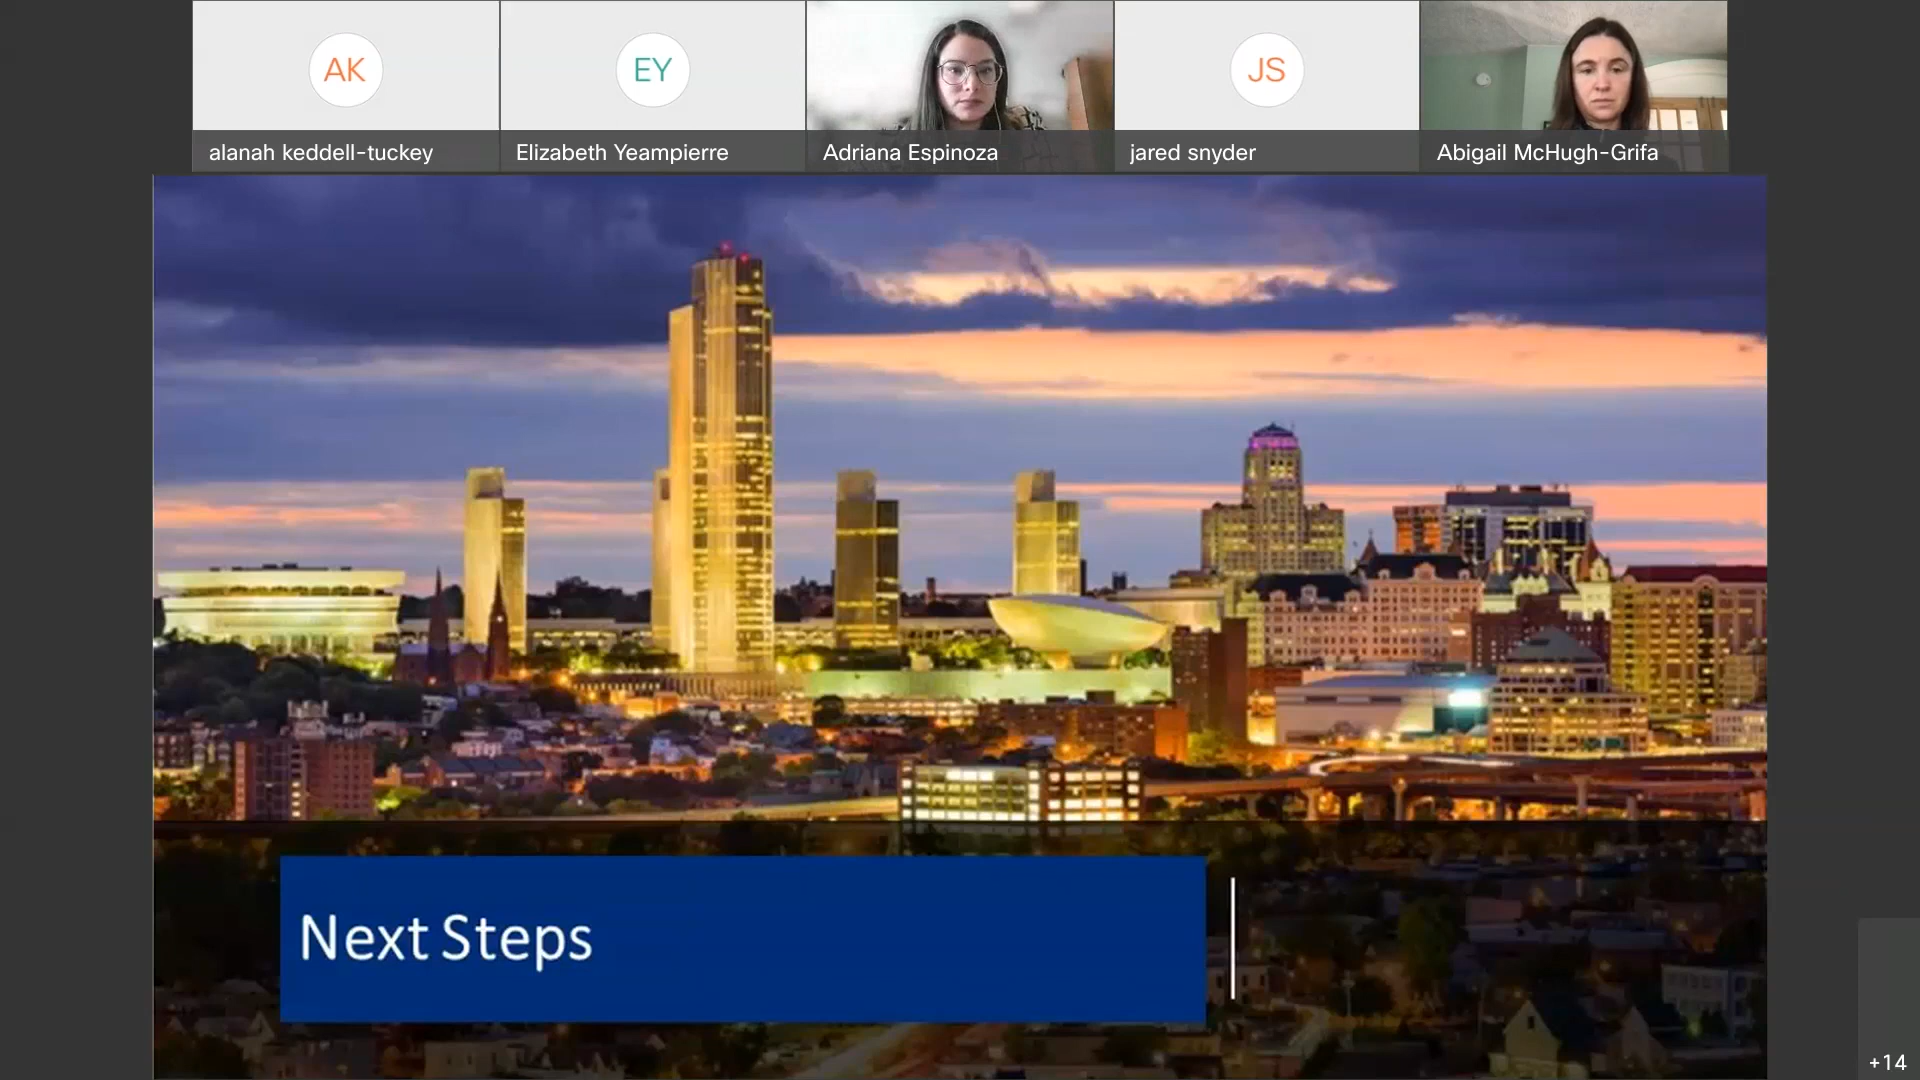 AK
EY
JS
alanah keddell-tuckey
Elizabeth Yeampierre
Adriana Espinoza
jared snyder
Abigail McHugh-Grifa
Next Steps
+14